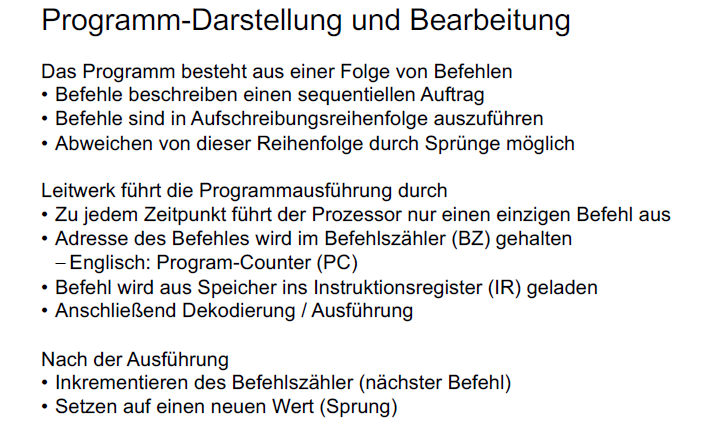 Programm-Darstellung und Bearbeitung
Das Programm besteht aus einer Folge von Befehlen
• Befehle beschreiben einen sequentiellen Auftrag
• Befehle sind in Aufschreibungsreihenfolge auszuführen
• Abweichen von dieser Reihenfolge durch Sprünge möglich
Leitwerk führt die Programmausführung durch
• Zu jedem Zeitpunkt führt der Prozessor nur einen einzigen Befehl aus
• Adresse des Befehles wird im Befehlszähler (BZ) gehalten
– Englisch: Program-Counter (PC)
• Befehl wird aus Speicher ins Instruktionsregister (IR) geladen
• Anschließend Dekodierung / Ausführung
Nach der Ausführung
• Inkrementieren des Befehlszähler (nächster Befehl)
• Setzen auf einen neuen Wert (Sprung)